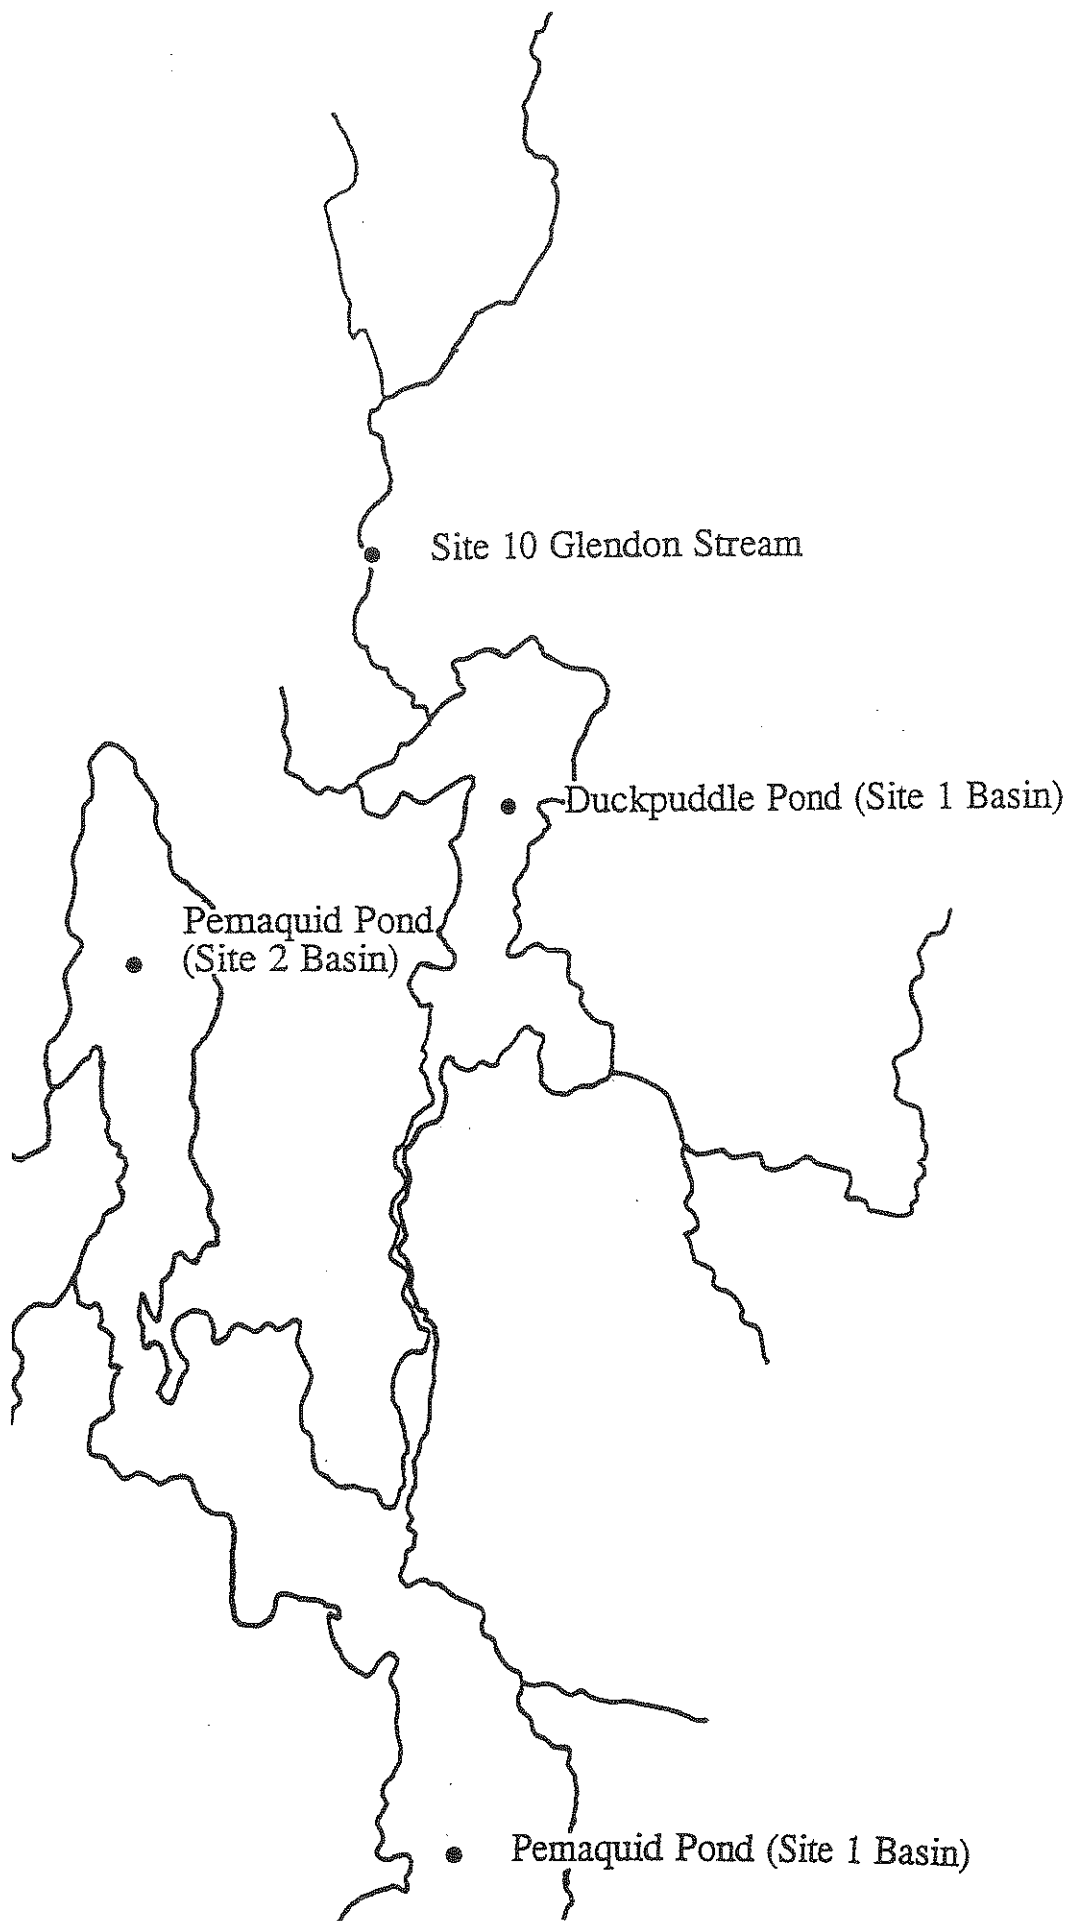 Site 10 Glendon Stream
Duckpuddle Pond (Site 1 Basin)
Pemaquid Pond
(Site 2 Basin)
Pemaquid Pond (Site 1 Basin)